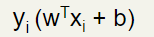 yᵢ (wᵀxᵢ + b)